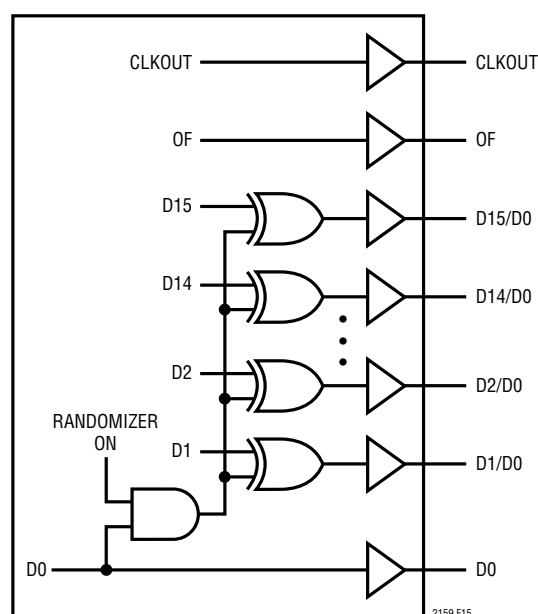 CLKOUT CLKOUT
OF OF
D15 D15/D0
D14 D14/D0
D2 D2/D0
RANDOMIZER
ON
D1 D1/D0
D0 D0
2159 F15